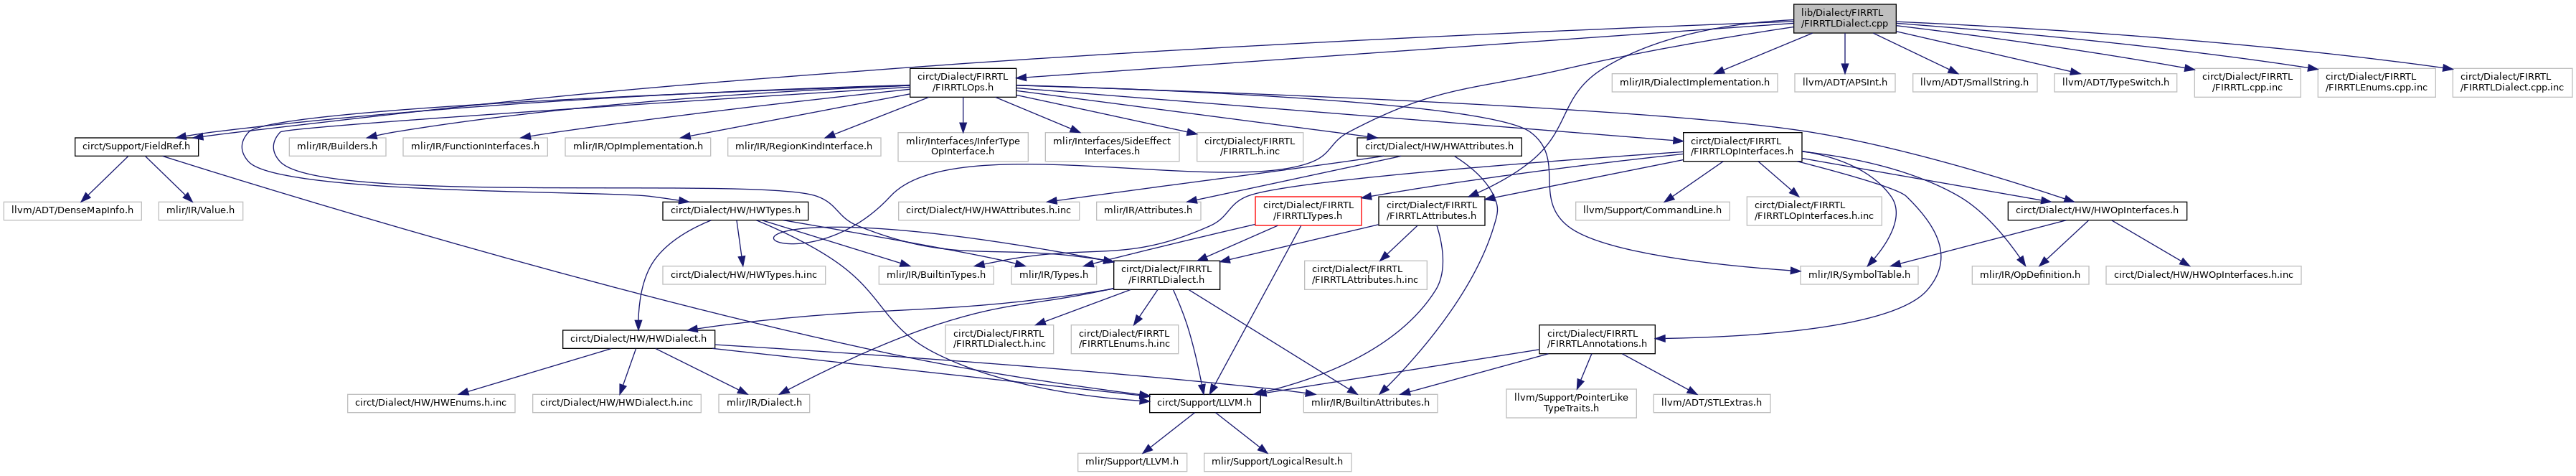 lib/Dialect/FIRRTL
/FIRRTLDialect.cpp
circt/Dialect/FIRRTL
/FIRRTLOps.h
mlir/IR/DialectImplementation.h
llvm/ADT/APSInt.h
llvm/ADT/SmallString.h
llvm/ADT/TypeSwitch.h
circt/Dialect/FIRRTL
/FIRRTL.cpp.inc
circt/Dialect/FIRRTL
/FIRRTLEnums.cpp.inc
circt/Dialect/FIRRTL
/FIRRTLDialect.cpp.inc
circt/Support/FieldRef.h
mlir/IR/Builders.h
mlir/IR/FunctionInterfaces.h
mlir/IR/OpImplementation.h
mlir/IR/RegionKindInterface.h
mlir/Interfaces/InferType
OpInterface.h
mlir/Interfaces/SideEffect
Interfaces.h
circt/Dialect/FIRRTL
/FIRRTL.h.inc
circt/Dialect/HW/HWAttributes.h
circt/Dialect/FIRRTL
/FIRRTLOpInterfaces.h
llvm/ADT/DenseMapInfo.h
mlir/IR/Value.h
circt/Dialect/HW/HWTypes.h
circt/Dialect/HW/HWAttributes.h.inc
mlir/IR/Attributes.h
circt/Dialect/FIRRTL
/FIRRTLTypes.h
circt/Dialect/FIRRTL
/FIRRTLAttributes.h
llvm/Support/CommandLine.h
circt/Dialect/FIRRTL
/FIRRTLOpInterfaces.h.inc
circt/Dialect/HW/HWOpInterfaces.h
circt/Dialect/HW/HWTypes.h.inc
mlir/IR/BuiltinTypes.h
mlir/IR/Types.h
circt/Dialect/FIRRTL
/FIRRTLDialect.h
circt/Dialect/FIRRTL
/FIRRTLAttributes.h.inc
mlir/IR/SymbolTable.h
mlir/IR/OpDefinition.h
circt/Dialect/HW/HWOpInterfaces.h.inc
circt/Dialect/HW/HWDialect.h
circt/Dialect/FIRRTL
/FIRRTLDialect.h.inc
circt/Dialect/FIRRTL
/FIRRTLEnums.h.inc
circt/Dialect/FIRRTL
/FIRRTLAnnotations.h
circt/Dialect/HW/HWEnums.h.inc
circt/Dialect/HW/HWDialect.h.inc
mlir/IR/Dialect.h
circt/Support/LLVM.h
mlir/IR/BuiltinAttributes.h
llvm/Support/PointerLike
TypeTraits.h
llvm/ADT/STLExtras.h
mlir/Support/LLVM.h
mlir/Support/LogicalResult.h